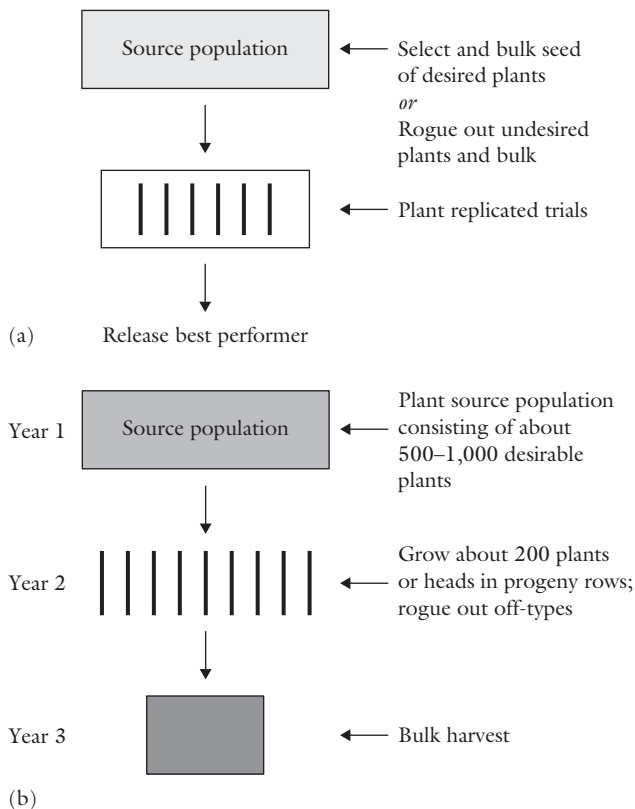 Source population
Select and bulk seed
of desired plants
or
Rogue out undesired
plants and bulk
Plant replicated trials
(a)
Release best performer
Year 1
Source population
Plant source population
consisting of about
500–1,000 desirable
plants
Year 2
Grow about 200 plants
or heads in progeny rows;
rogue out off-types
Year 3
Bulk harvest
(b)